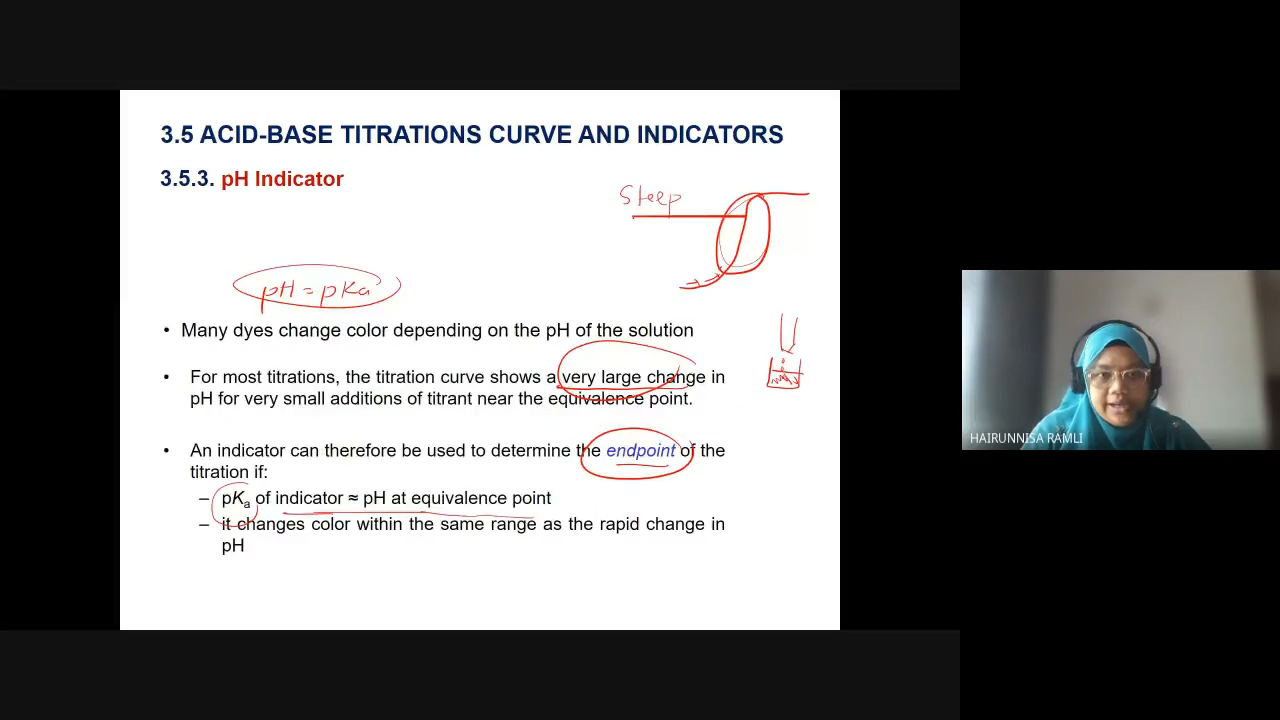 3.5 ACID-BASE TITRATIONS CURVE AND INDICATORS
3.5.3. pH Indicator
Steep
pH = pKa
• Many dyes change color depending on the pH of the solution
• For most titrations, the titration curve shows a very large change in
pH for very small additions of titrant near the equivalence point.
• An indicator can therefore be used to determine the endpoint of the
titration if:
– pKa of indicator ≈ pH at equivalence point
– it changes color within the same range as the rapid change in
pH
HAIRUNNISA RAMLI